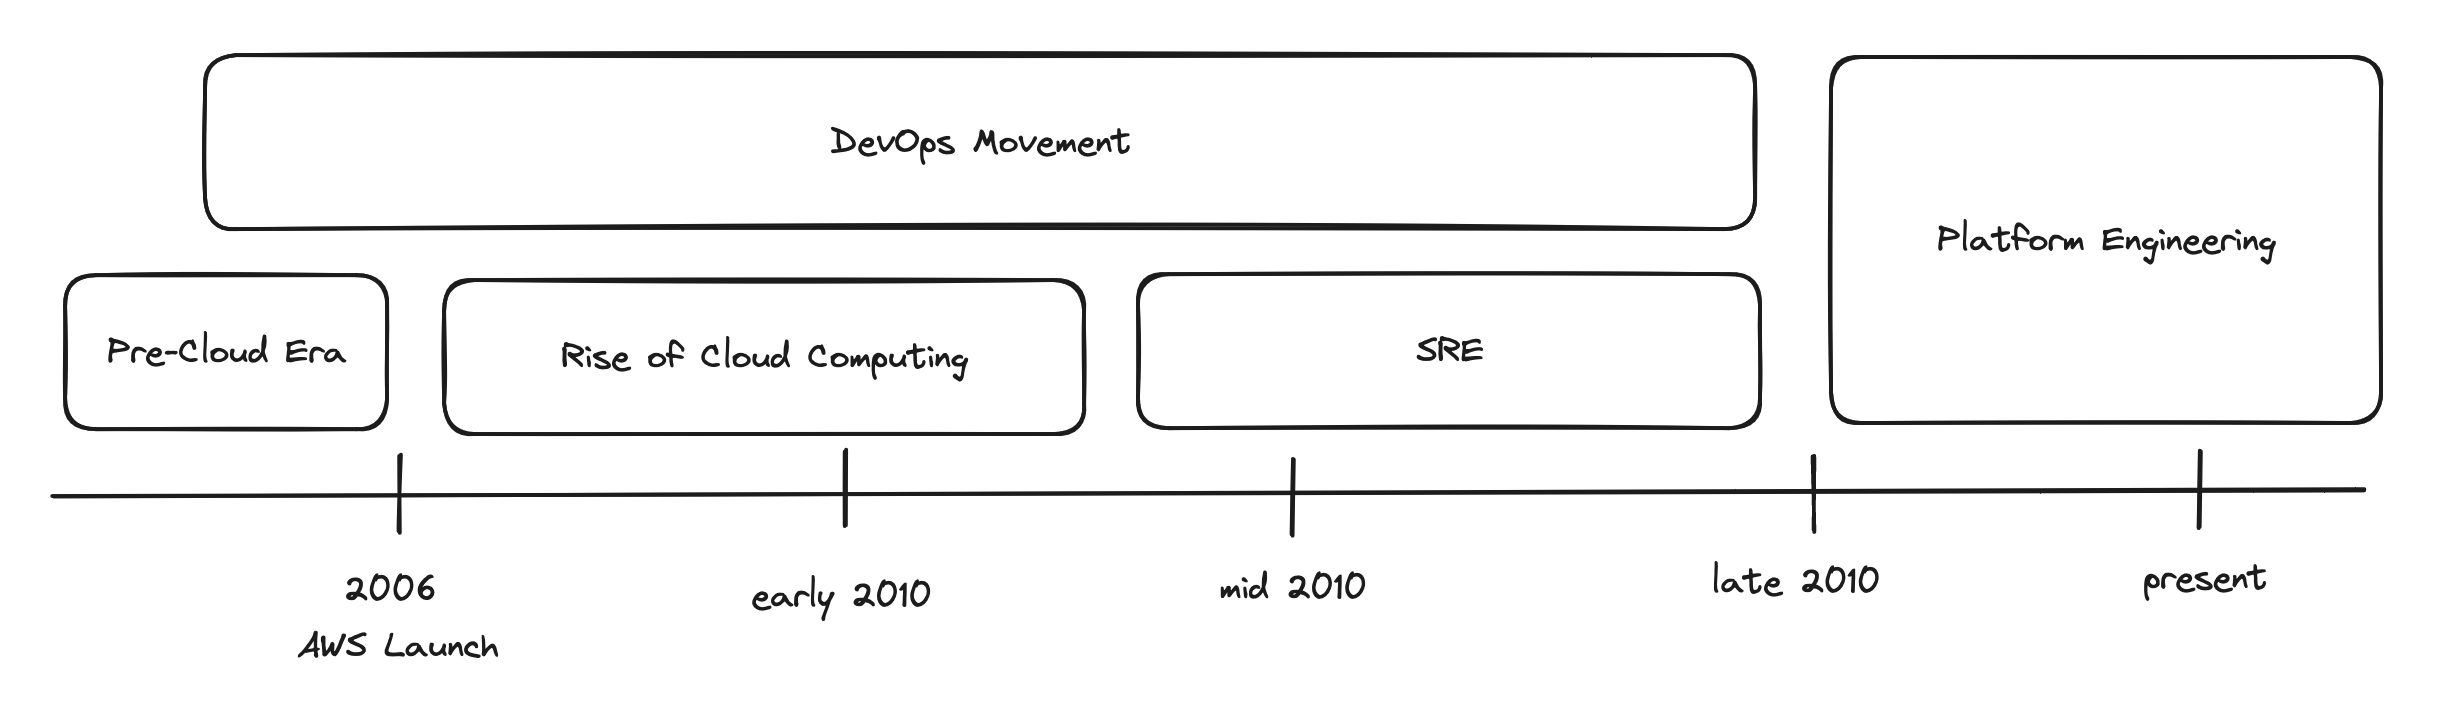 DevOps Movement
Platform Engineering
Pre-Cloud Era
Rise of Cloud Computing
SRE
2006
AWS Launch
early 2010
mid 2010
late 2010
present